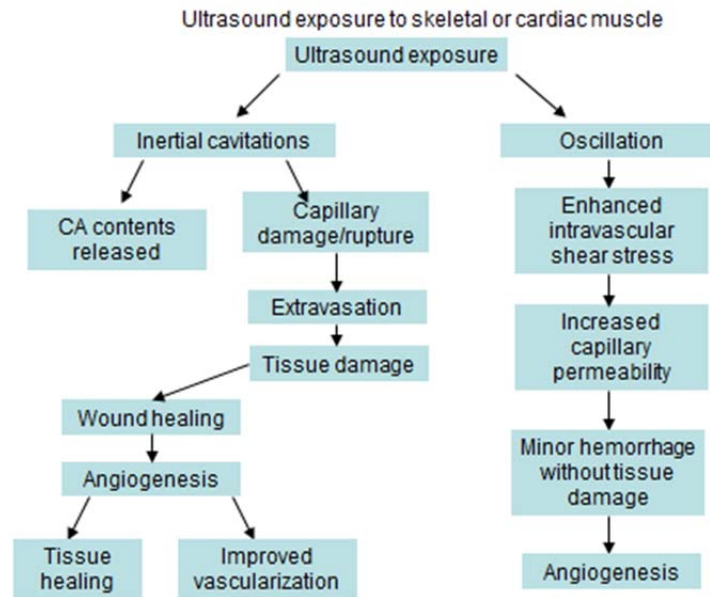 Ultrasound exposure to skeletal or cardiac muscle
Ultrasound exposure
Inertial cavitations
Oscillation
CA contents
released
Capillary
damage/rupture
Enhanced
intravascular
shear stress
Extravasation
Increased
capillary
permeability
Tissue damage
Wound healing
Minor hemorrhage
without tissue
damage
Angiogenesis
Tissue
healing
Improved
vascularization
Angiogenesis